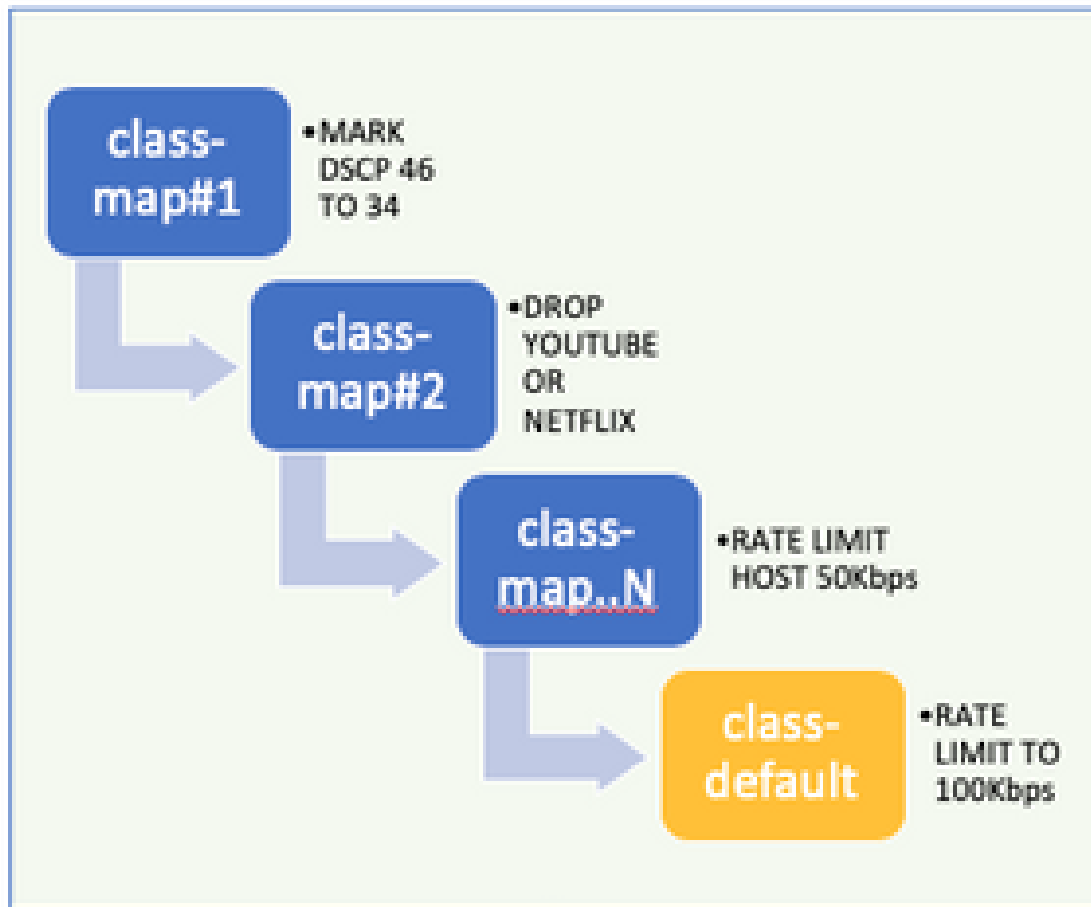 class-
map#1
•MARK
DSCP 46
TO 34
class-
map#2
•DROP
YOUTUBE
OR
NETFLIX
class-
map..N
•RATE LIMIT
HOST 50Kbps
class-
default
•RATE
LIMIT TO
100Kbps